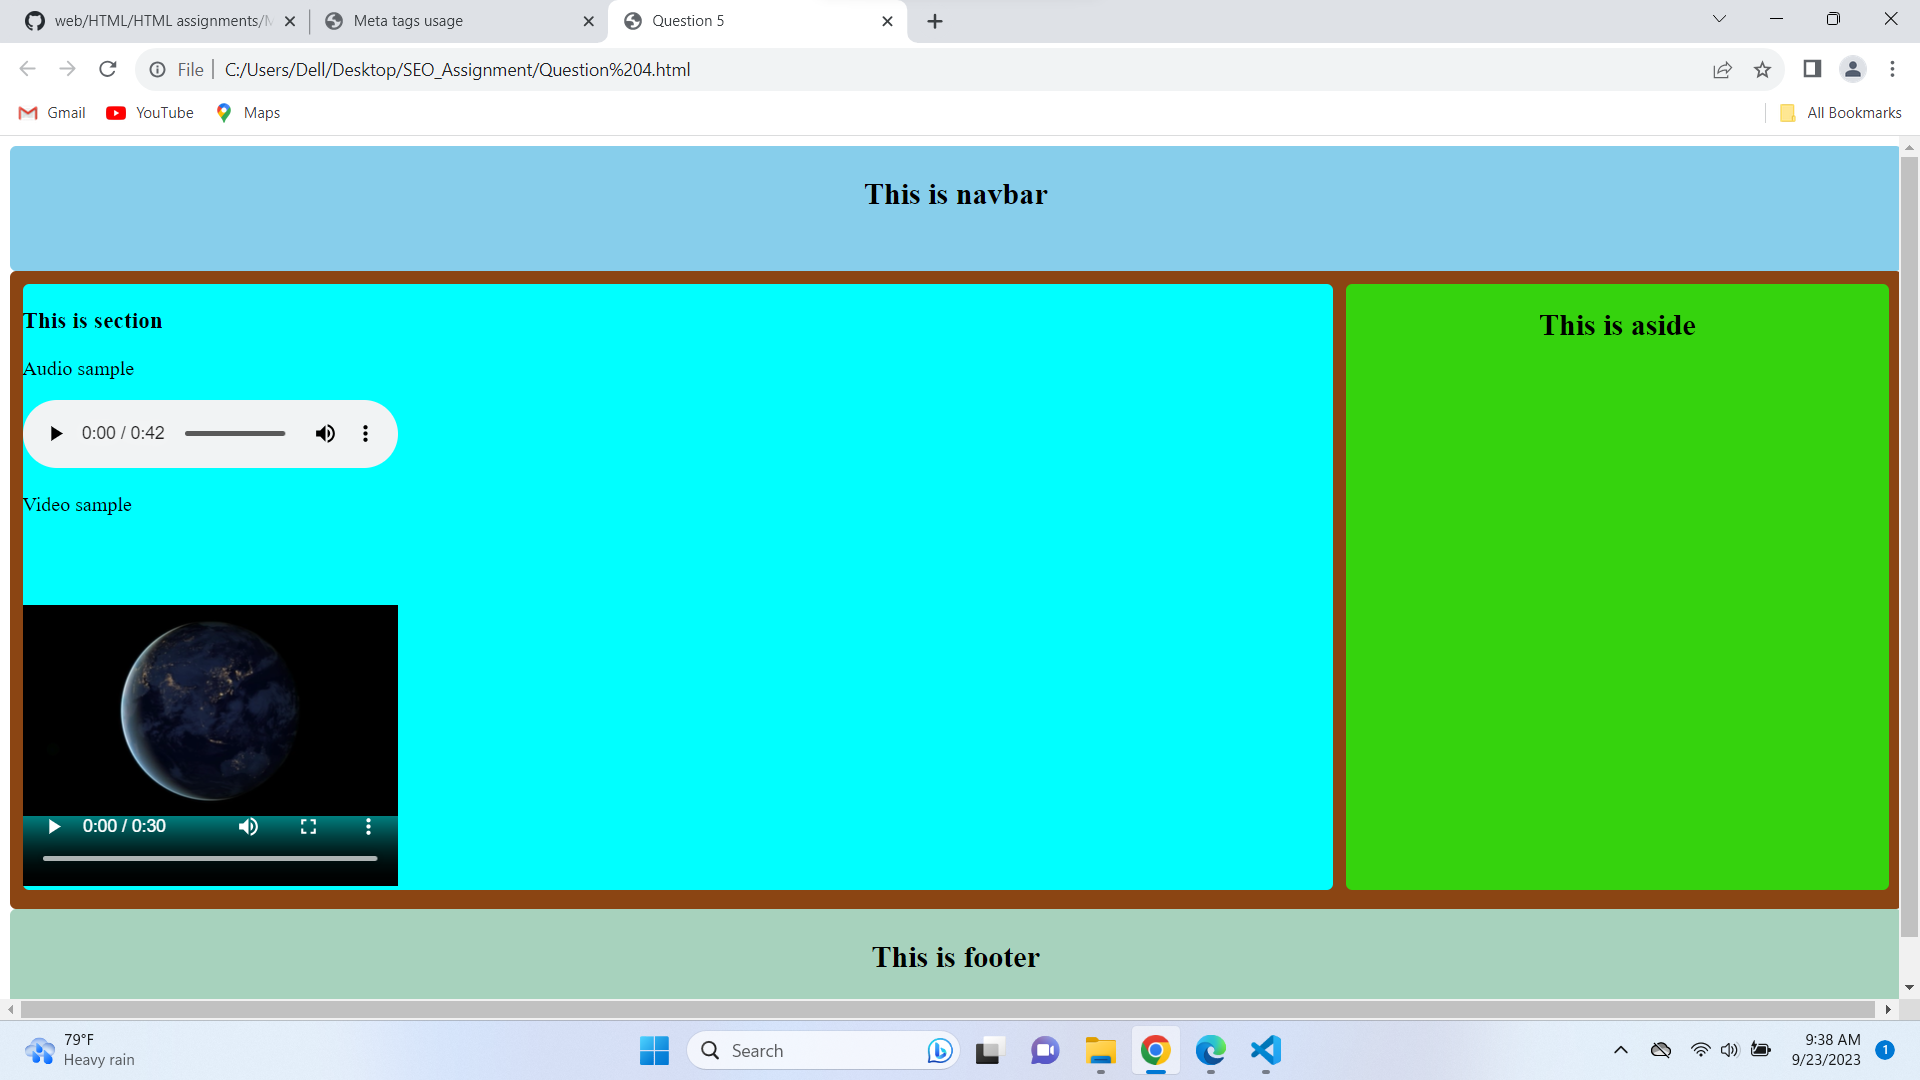 web/HTML/HTML assignments/M
Meta tags usage
Question 5
File
C:/Users/Dell/Desktop/SEO_Assignment/Question%204.html
Gmail
YouTube
Maps
All Bookmarks
This is navbar
This is section
Audio sample
0:00 / 0:42
Video sample
0:00 / 0:30
This is aside
This is footer
79°F
Heavy rain
Search
9:38 AM
9/23/2023
1